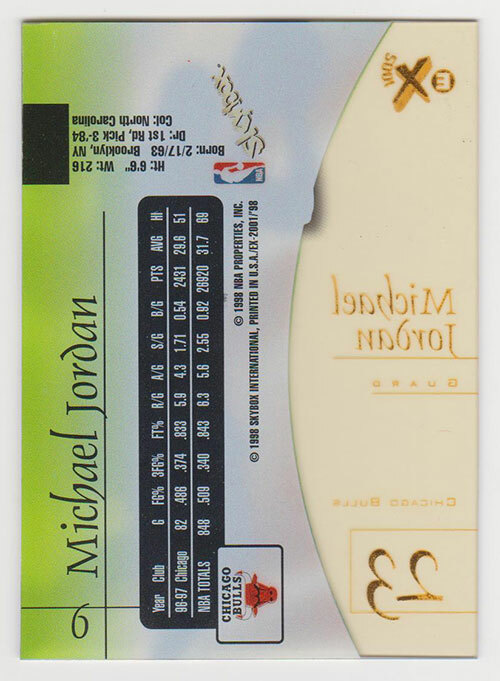 9 Michael Jordan
Ht: 6'6" Wt: 216
Born: 2/17/63 Brooklyn, NY
Dr: 1st Rd, Pick 3-'84
Col: North Carolina
Skybox
NBA
Year Club G FG% 3FG% FT% R/G A/G S/G B/G PTS AVG HI
96-97 Chicago 82 .486 .374 .833 5.9 4.3 1.71 0.54 2431 29.6 51
NBA TOTALS 848 .509 .340 .843 6.3 5.6 2.55 0.92 26920 31.7 69
CHICAGO
BULLS
© 1998 NBA PROPERTIES, INC.
© 1998 SKYBOX INTERNATIONAL, PRINTED IN U.S.A./EX-2001/'98
E X 2001
Michael
Jordan
GUARD
CHICAGO BULLS
23